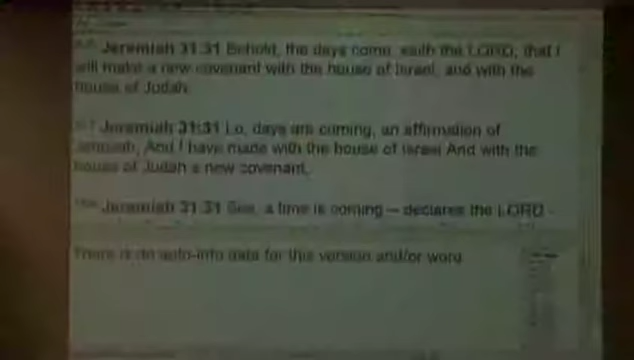 Jeremiah 31:31 Behold, the days come, saith the LORD, that I
will make a new covenant with the house of Israel, and with the
house of Judah
Jeremiah 31:31 Lo, days are coming, an affirmation of
Jehovah, And I have made with the house of Israel And with the
house of Judah a new covenant,
Jeremiah 31:31 See, a time is coming -- declares the LORD -
There is no auto-info data for this version and/or word